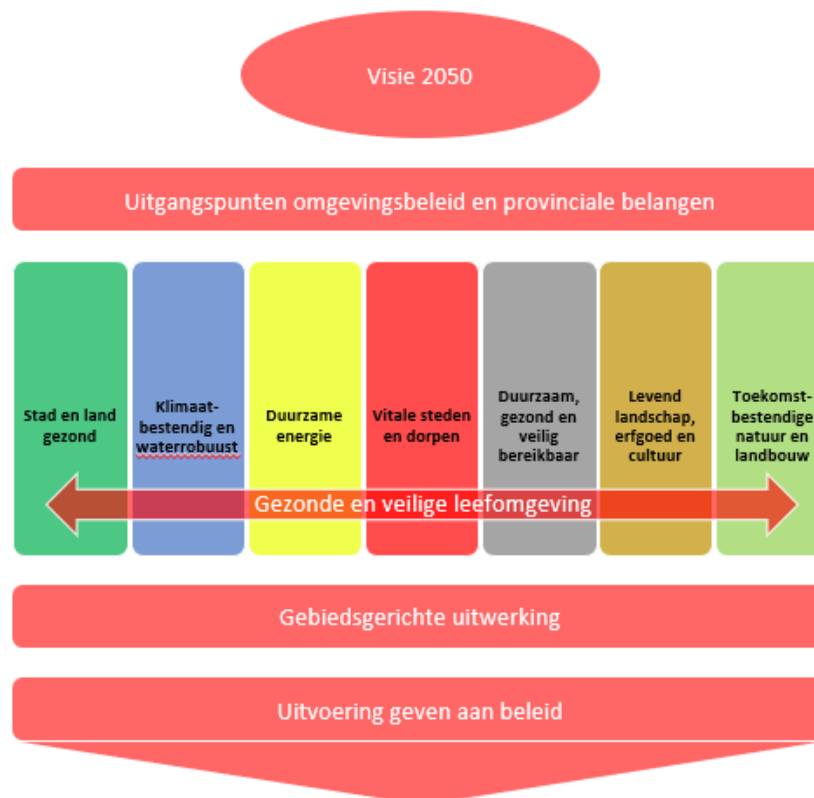 Visie 2050
Uitgangspunten omgevingsbeleid en provinciale belangen
Stad en land
gezond
Klimaat-
bestendig en
waterrobuust
Duurzame
energie
Vitale steden
en dorpen
Duurzaam,
gezond en
veilig
bereikbaar
Levend
landschap,
erfgoed en
cultuur
Toekomst-
bestendige
natuur en
landbouw
Gezonde en veilige leefomgeving
Gebiedsgerichte uitwerking
Uitvoering geven aan beleid